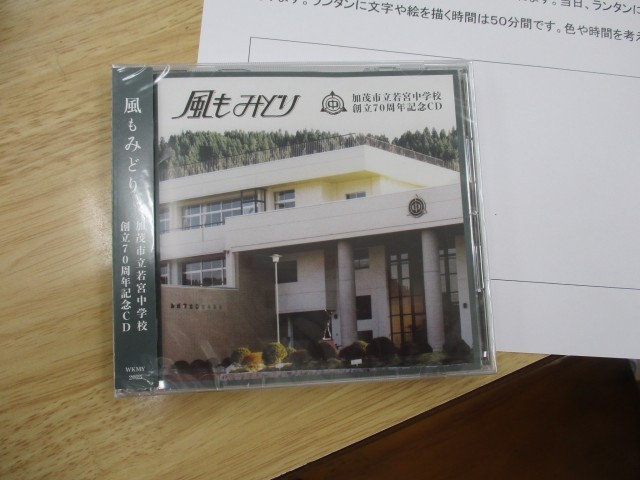 ます。ランタンに文字や絵を描く時間は50分間です。色や時間を考え
風もみどり
加茂市立若宮中学校
創立70周年記念CD
中
風もみどり
加茂市立若宮中学校
創立70周年記念CD
WKMY